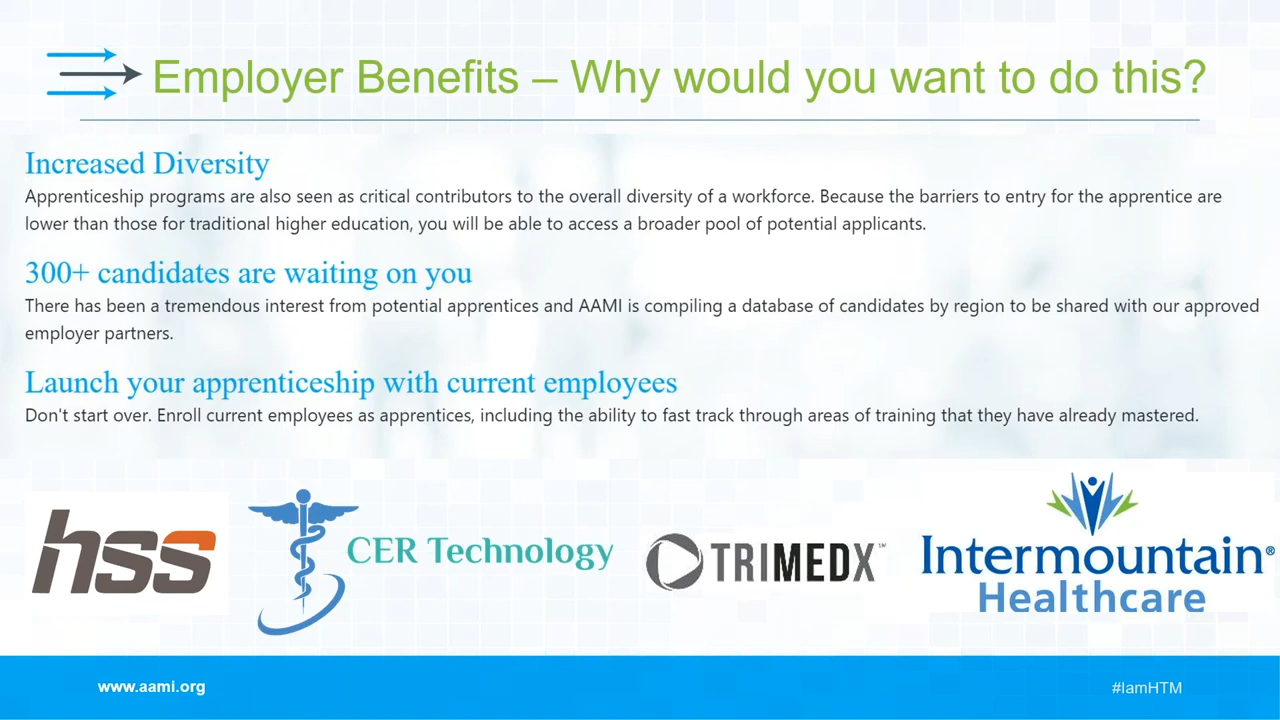 Employer Benefits – Why would you want to do this?
Increased Diversity
Apprenticeship programs are also seen as critical contributors to the overall diversity of a workforce. Because the barriers to entry for the apprentice are
lower than those for traditional higher education, you will be able to access a broader pool of potential applicants.
300+ candidates are waiting on you
There has been a tremendous interest from potential apprentices and AAMI is compiling a database of candidates by region to be shared with our approved
employer partners.
Launch your apprenticeship with current employees
Don't start over. Enroll current employees as apprentices, including the ability to fast track through areas of training that they have already mastered.
hss
CER Technology
TRIMEDX™
Intermountain®
Healthcare
www.aami.org
#IamHTM